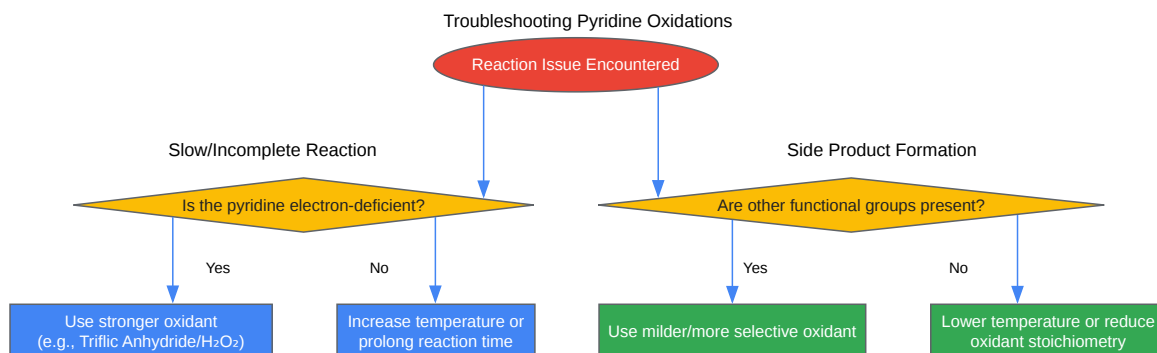 Troubleshooting Pyridine Oxidations
Reaction Issue Encountered
Slow/Incomplete Reaction
Side Product Formation
Is the pyridine electron-deficient?
Are other functional groups present?
Yes
No
Yes
No
Use stronger oxidant
(e.g., Triflic Anhydride/H₂O₂)
Increase temperature or
prolong reaction time
Use milder/more selective oxidant
Lower temperature or reduce
oxidant stoichiometry